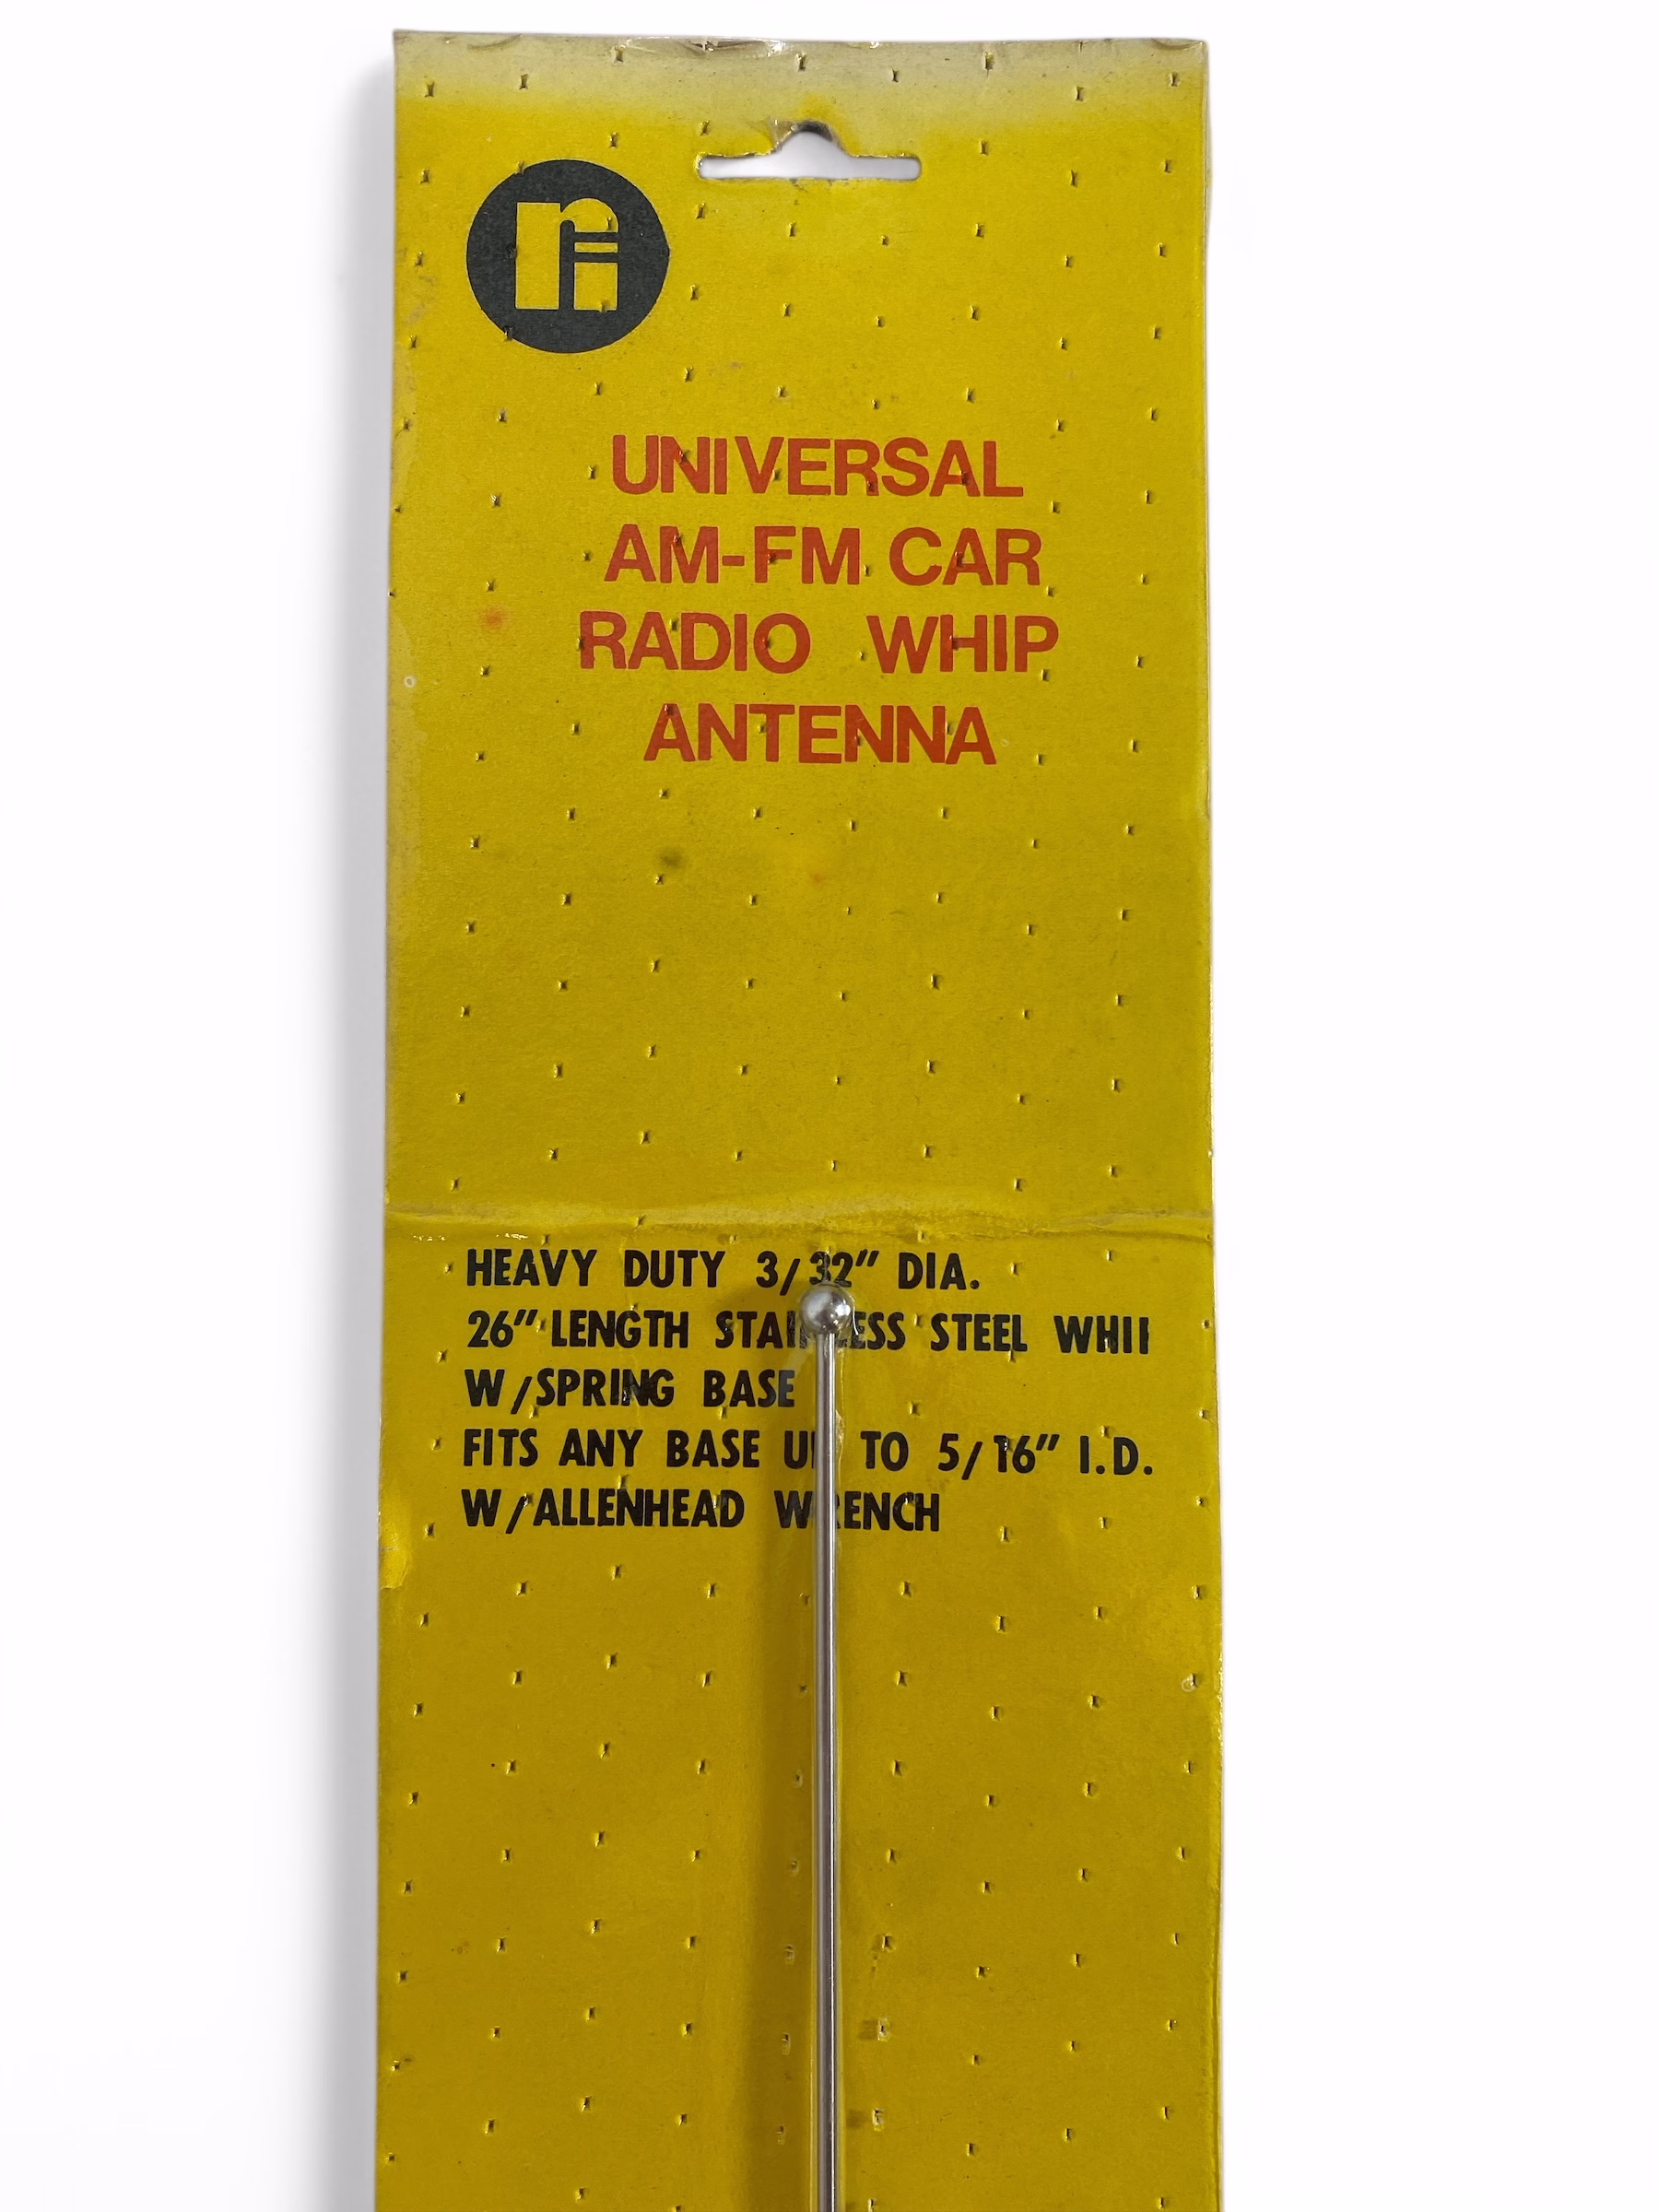 ri
UNIVERSAL
AM-FM CAR
RADIO WHIP
ANTENNA
HEAVY DUTY 3/32" DIA.
26" LENGTH STAINLESS STEEL WHII
W/SPRING BASE
FITS ANY BASE UP TO 5/16" I.D.
W/ALLENHEAD WRENCH